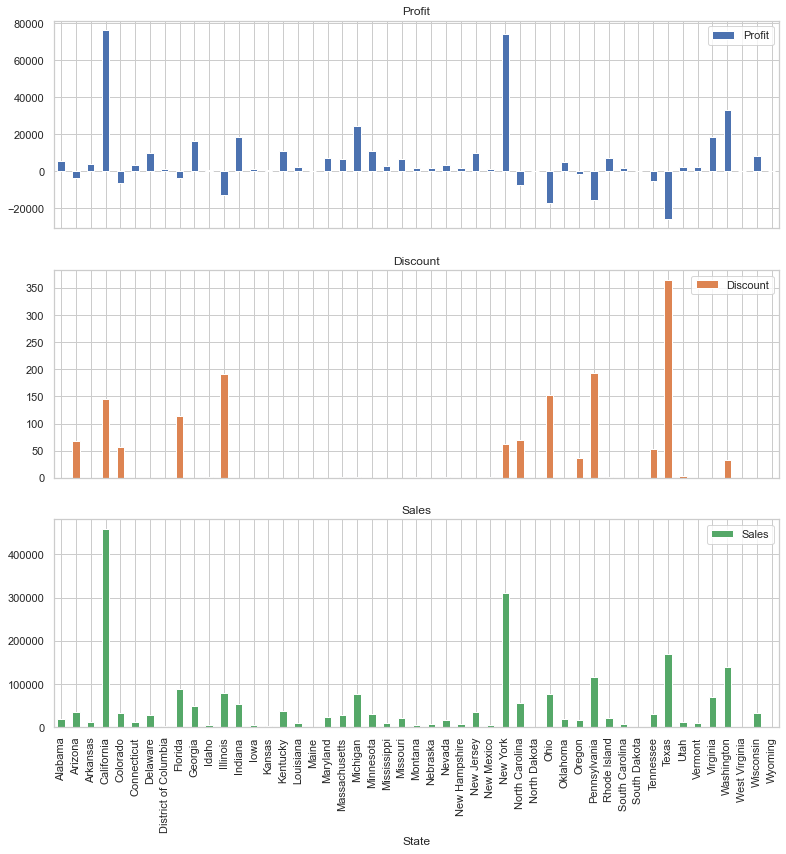 Profit
80000
60000
40000
20000
0
−20000
Profit
Discount
350
300
250
200
150
100
50
0
Discount
Sales
400000
300000
200000
100000
0
Sales
Alabama
Arizona
Arkansas
California
Colorado
Connecticut
Delaware
District of Columbia
Florida
Georgia
Idaho
Illinois
Indiana
Iowa
Kansas
Kentucky
Louisiana
Maine
Maryland
Massachusetts
Michigan
Minnesota
Mississippi
Missouri
Montana
Nebraska
Nevada
New Hampshire
New Jersey
New Mexico
New York
North Carolina
North Dakota
Ohio
Oklahoma
Oregon
Pennsylvania
Rhode Island
South Carolina
South Dakota
Tennessee
Texas
Utah
Vermont
Virginia
Washington
West Virginia
Wisconsin
Wyoming
State